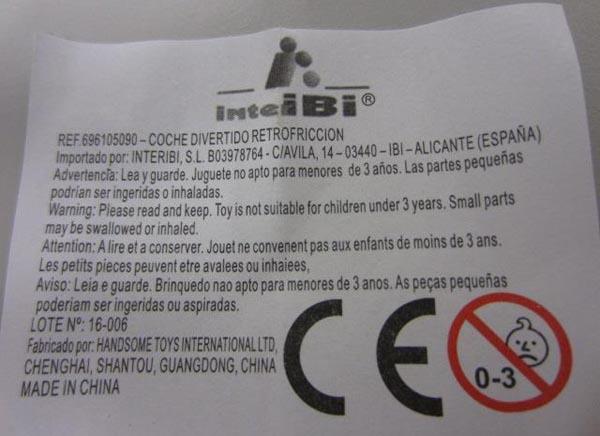 inteiBi®
REF.696105090 – COCHE DIVERTIDO RETROFRICCION
Importado por: INTERIBI, S.L. B03978764 - C/AVILA, 14 – 03440 – IBI – ALICANTE (ESPAÑA)
Advertencía: Lea y guarde. Juguete no apto para menores de 3 años. Las partes pequeñas
podrian ser ingeridas o inhaladas.
Warning: Please read and keep. Toy is not suitable for children under 3 years. Small parts
may be swallowed or inhaled.
Attention: A lire et a conserver. Jouet ne convenent pas aux enfants de moins de 3 ans.
Les petits pieces peuvent etre avalees ou inhaiees,
Aviso: Leia e guarde. Brinquedo nao apto para menores de 3 anos. As peças pequeñas
poderiam ser ingeridas ou aspiradas.
LOTE Nº: 16-006
Fabricado por: HANDSOME TOYS INTERNATIONAL LTD,
CHENGHAI, SHANTOU, GUANGDONG, CHINA
MADE IN CHINA
CE
0-3